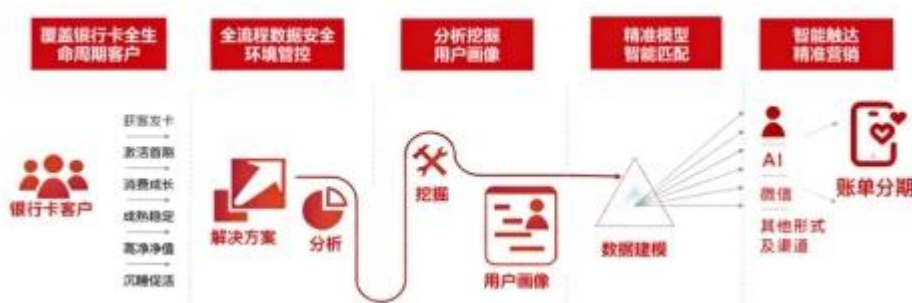 覆盖银行卡全生
命周期客户
全流程数据安全
环境管控
分析挖掘
用户画像
精准模型
智能匹配
智能触达
精准营销
获客发卡
激活首刷
消费成长
成熟稳定
高净净值
沉睡促活
银行卡客户
解决方案
分析
挖掘
用户画像
数据建模
AI
微信
其他形式
及渠道
账单分期